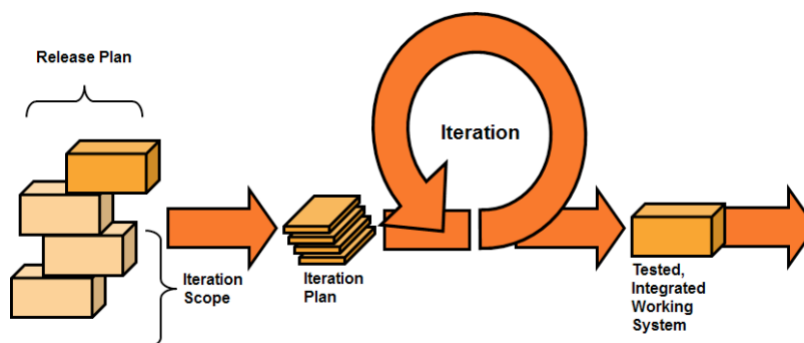 Release Plan
Iteration
Iteration
Scope
Iteration
Plan
Tested,
Integrated
Working
System